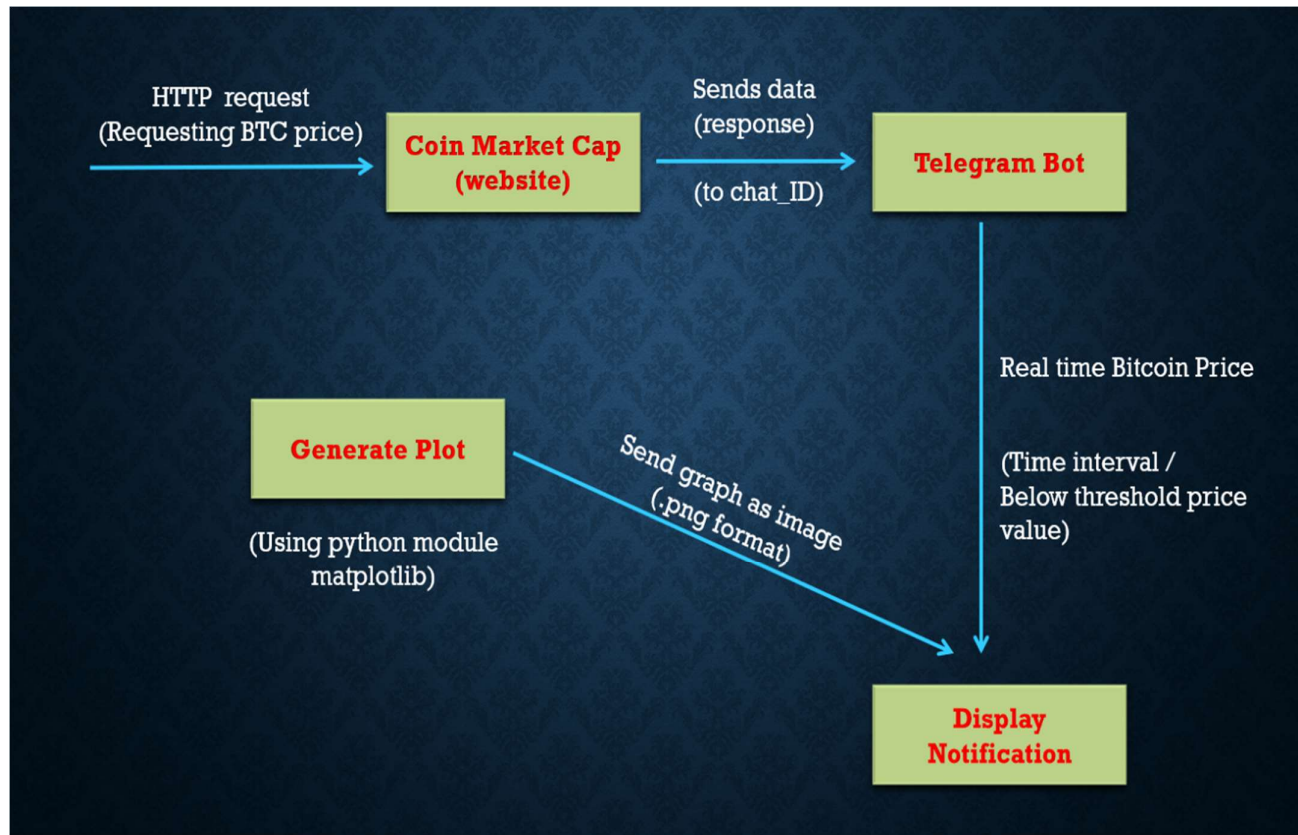 HTTP request
(Requesting BTC price)
Coin Market Cap
(website)
Sends data
(response)
(to chat_ID)
Telegram Bot
Real time Bitcoin Price
(Time interval /
Below threshold price
value)
Generate Plot
(Using python module
matplotlib)
Send graph as image
(.png format)
Display
Notification